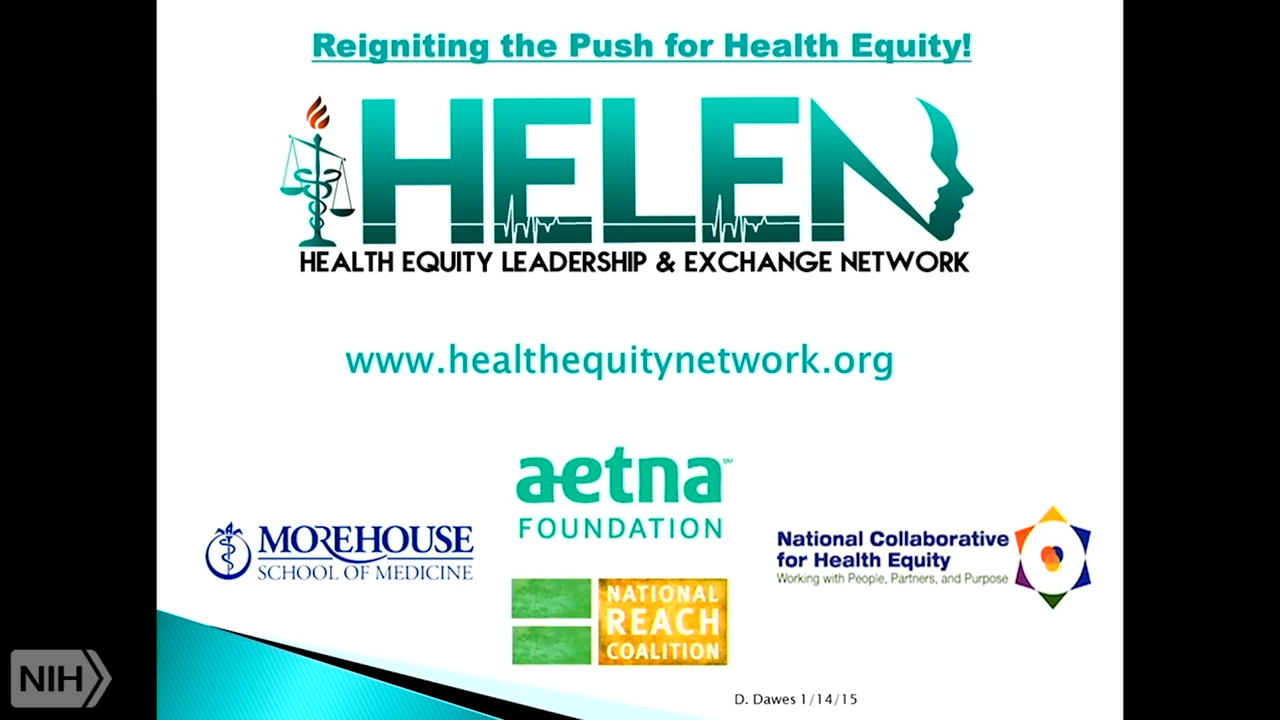 Reigniting the Push for Health Equity!
HELEN
HEALTH EQUITY LEADERSHIP & EXCHANGE NETWORK
www.healthequitynetwork.org
aetna℠
FOUNDATION
MOREHOUSE
SCHOOL OF MEDICINE
National Collaborative
for Health Equity
Working with People, Partners, and Purpose
NATIONAL
REACH
COALITION
NIH
D. Dawes 1/14/15